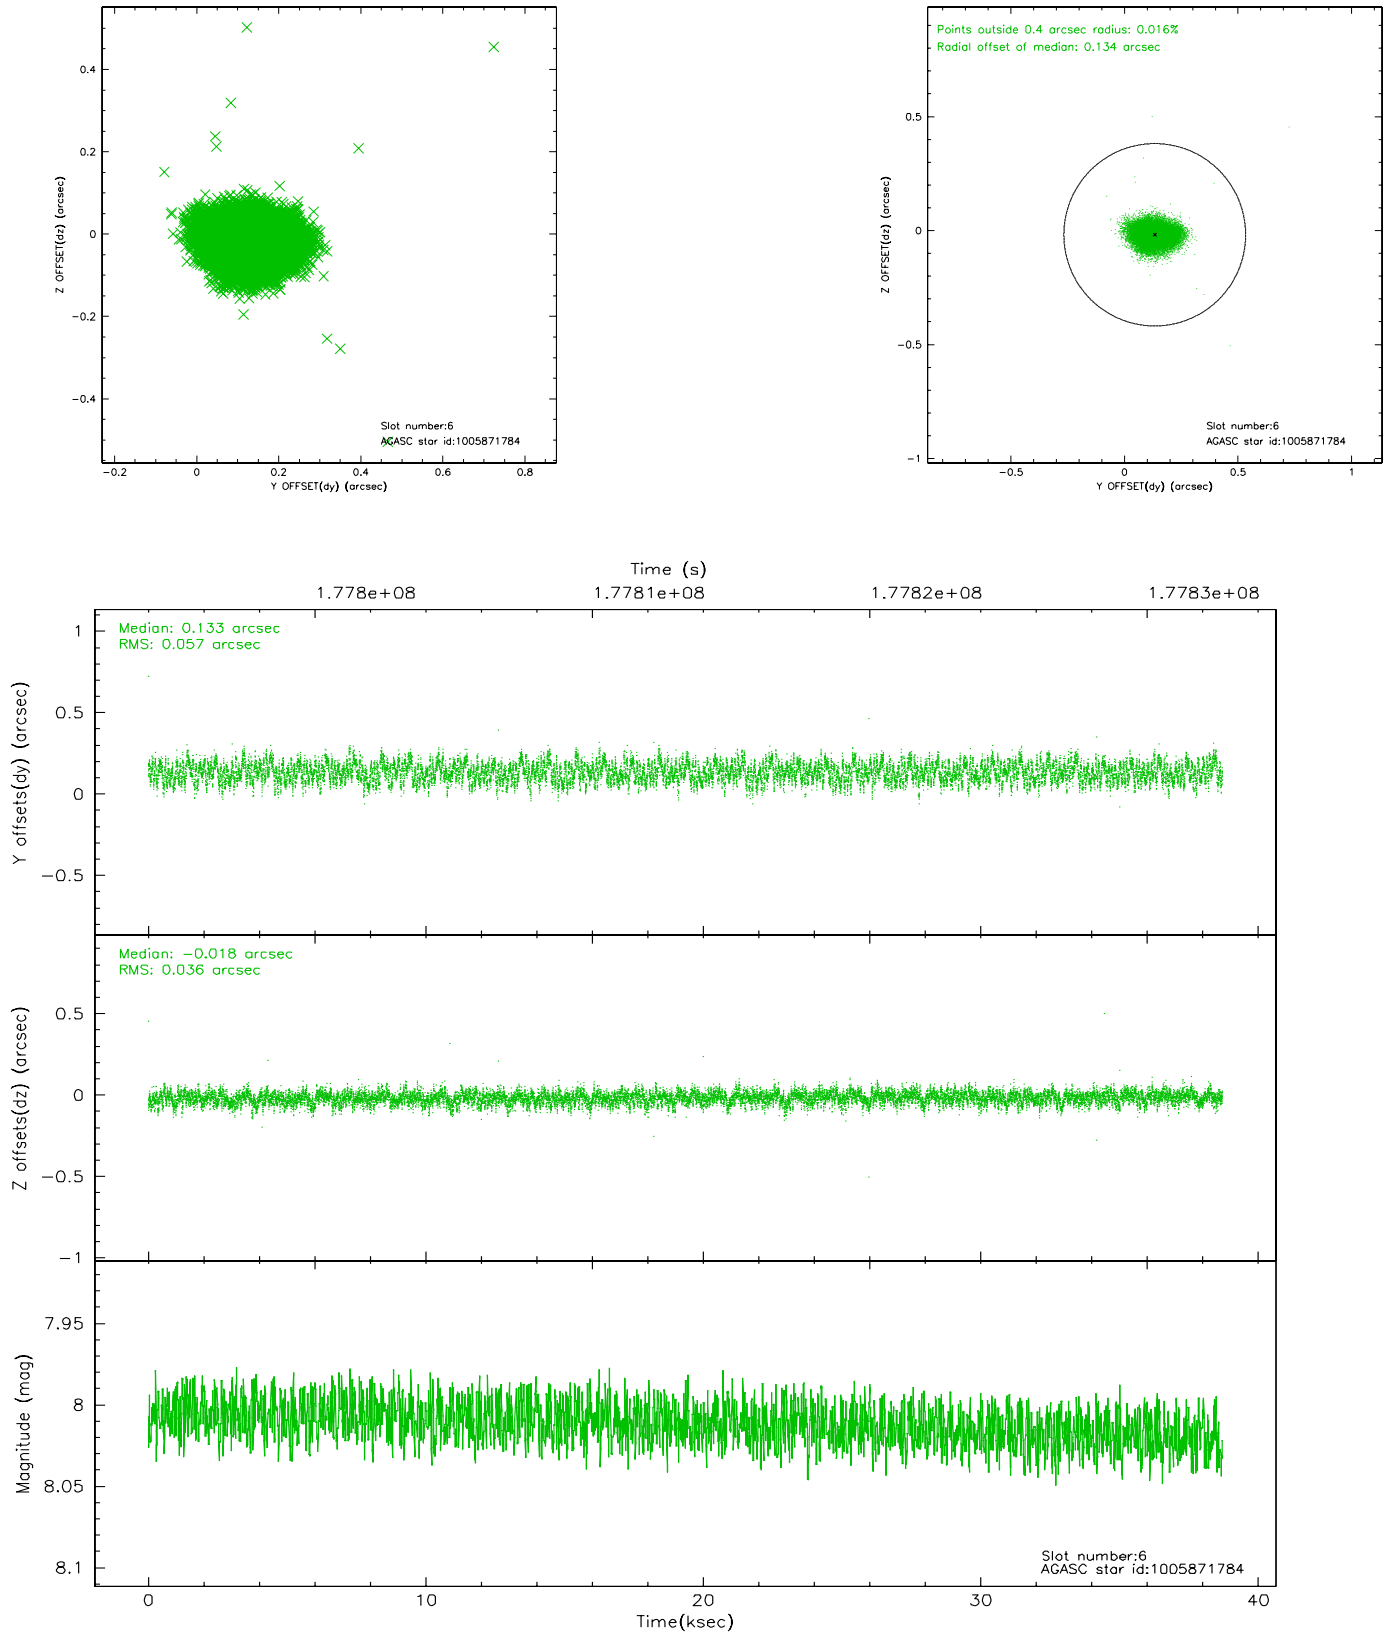 0.4
0.2
0
−0.2
−0.4
Z OFFSET(dz) (arcsec)
−0.2
0
0.2
0.4
0.6
0.8
Y OFFSET(dy) (arcsec)
Slot number:6
AGASC star id:1005871784
Points outside 0.4 arcsec radius: 0.016%
Radial offset of median: 0.134 arcsec
0.5
0
−0.5
−1
Z OFFSET(dz) (arcsec)
−0.5
0
0.5
1
Y OFFSET(dy) (arcsec)
Slot number:6
AGASC star id:1005871784
Time (s)
1.778e+08
1.7781e+08
1.7782e+08
1.7783e+08
Median: 0.133 arcsec
RMS: 0.057 arcsec
1
0.5
0
−0.5
Y offsets(dy) (arcsec)
Median: −0.018 arcsec
RMS: 0.036 arcsec
0.5
0
−0.5
−1
Z offsets(dz) (arcsec)
7.95
8
8.05
8.1
Magnitude (mag)
Slot number:6
AGASC star id:1005871784
0
10
20
30
40
Time(ksec)